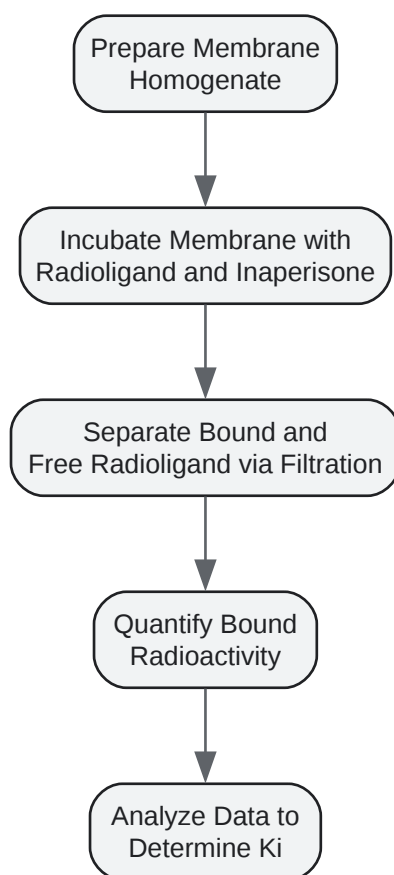 Prepare Membrane
Homogenate
Incubate Membrane with
Radioligand and Inaperisone
Separate Bound and
Free Radioligand via Filtration
Quantify Bound
Radioactivity
Analyze Data to
Determine Ki